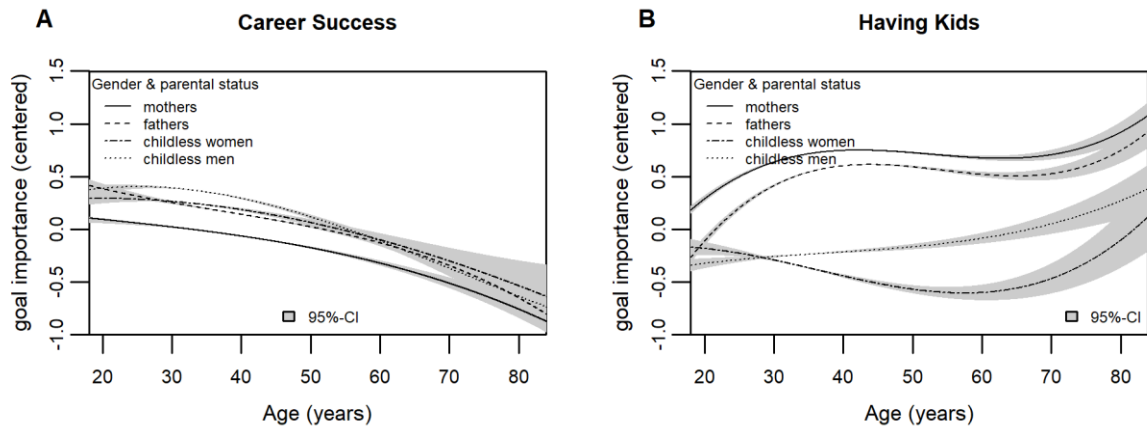 A
Career Success
goal importance (centered)
1.5
1.0
0.5
0.0
-0.5
-1.0
Gender & parental status
mothers
fathers
childless women
childless men
95%-CI
20 30 40 50 60 70 80
Age (years)
B
Having Kids
goal importance (centered)
1.5
1.0
0.5
0.0
-0.5
-1.0
Gender & parental status
mothers
fathers
childless women
childless men
95%-CI
20 30 40 50 60 70 80
Age (years)